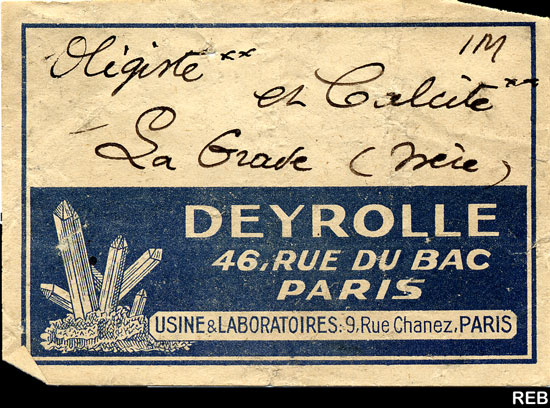 1M
Oligiste**
et Calcite**
La Grave (Isère)
DEYROLLE
46, RUE DU BAC
PARIS
USINE & LABORATOIRES: 9, Rue Chanez, PARIS
REB